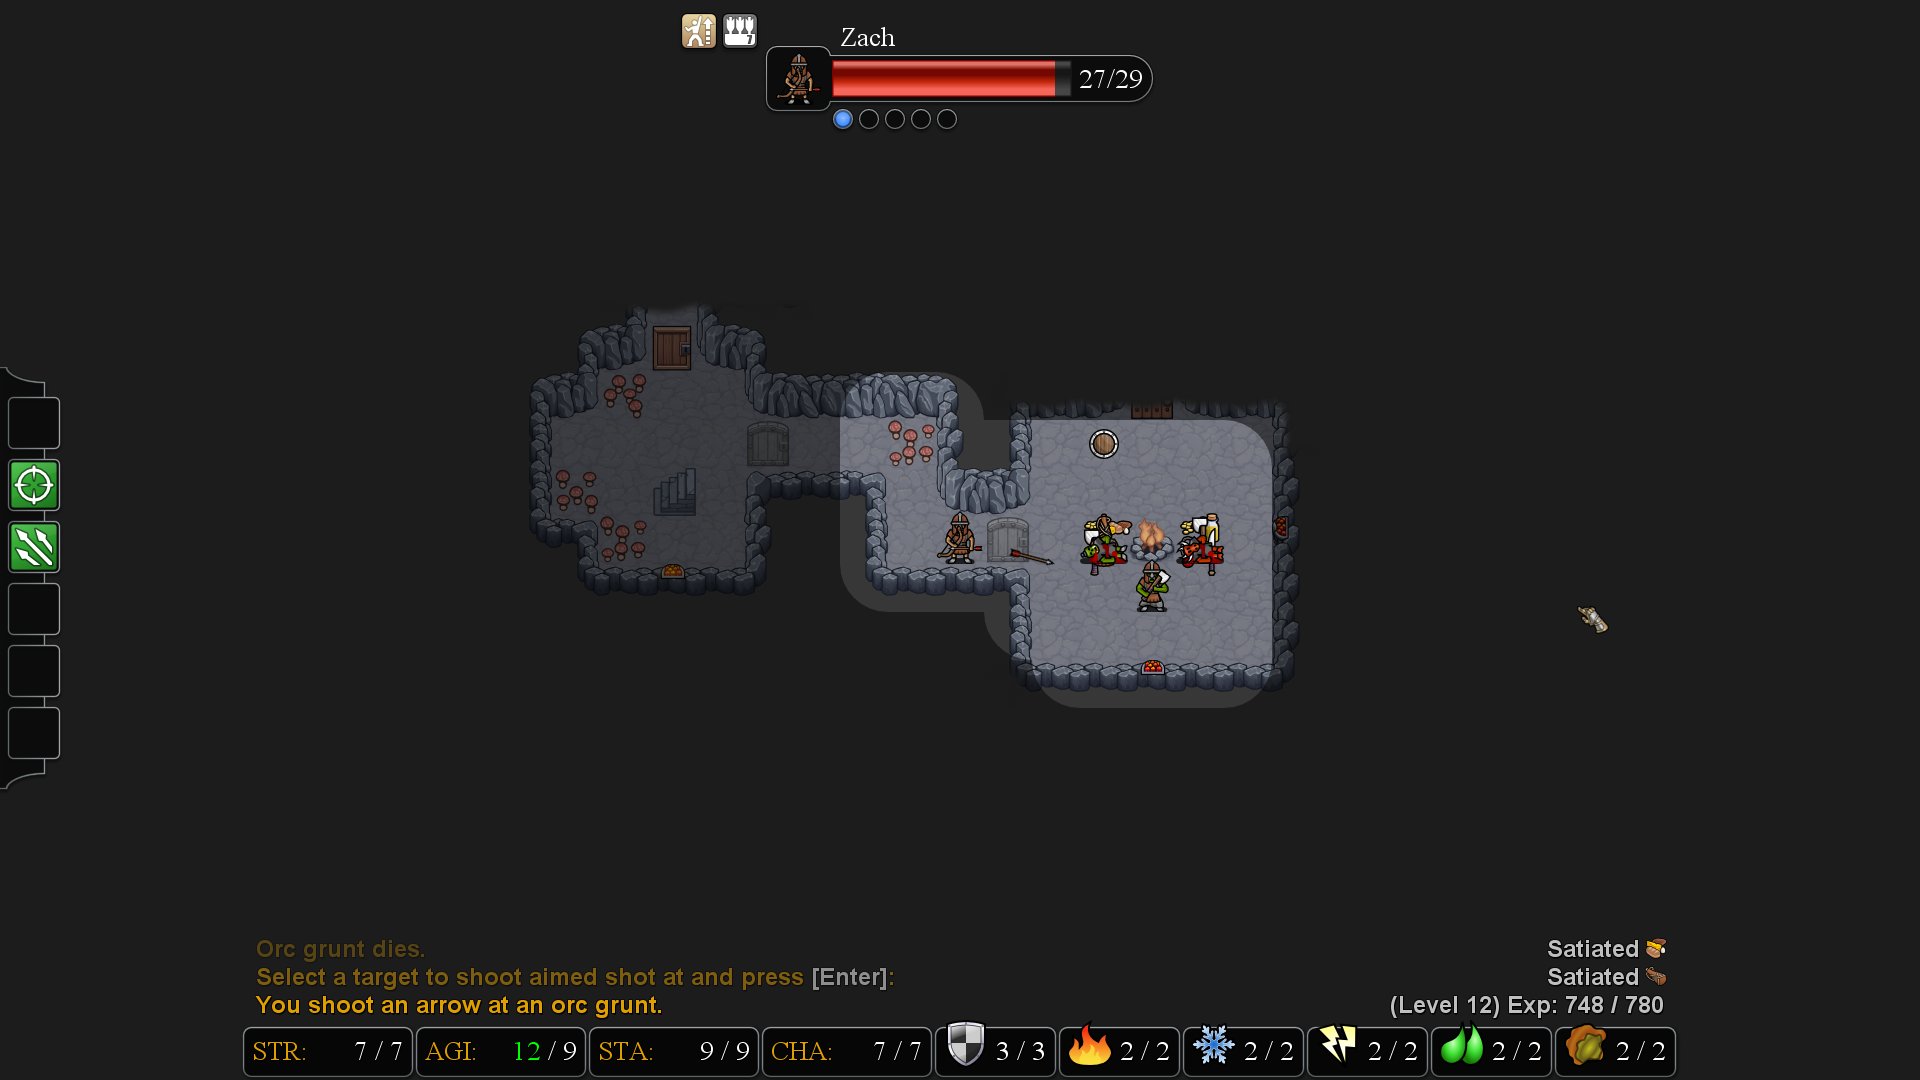 7
Zach
27/29
Orc grunt dies.
Select a target to shoot aimed shot at and press [Enter]:
You shoot an arrow at an orc grunt.
Satiated
Satiated
(Level 12) Exp: 748 / 780
STR: 7 / 7 AGI: 12 / 9 STA: 9 / 9 CHA: 7 / 7 3 / 3 2 / 2 2 / 2 2 / 2 2 / 2 2 / 2